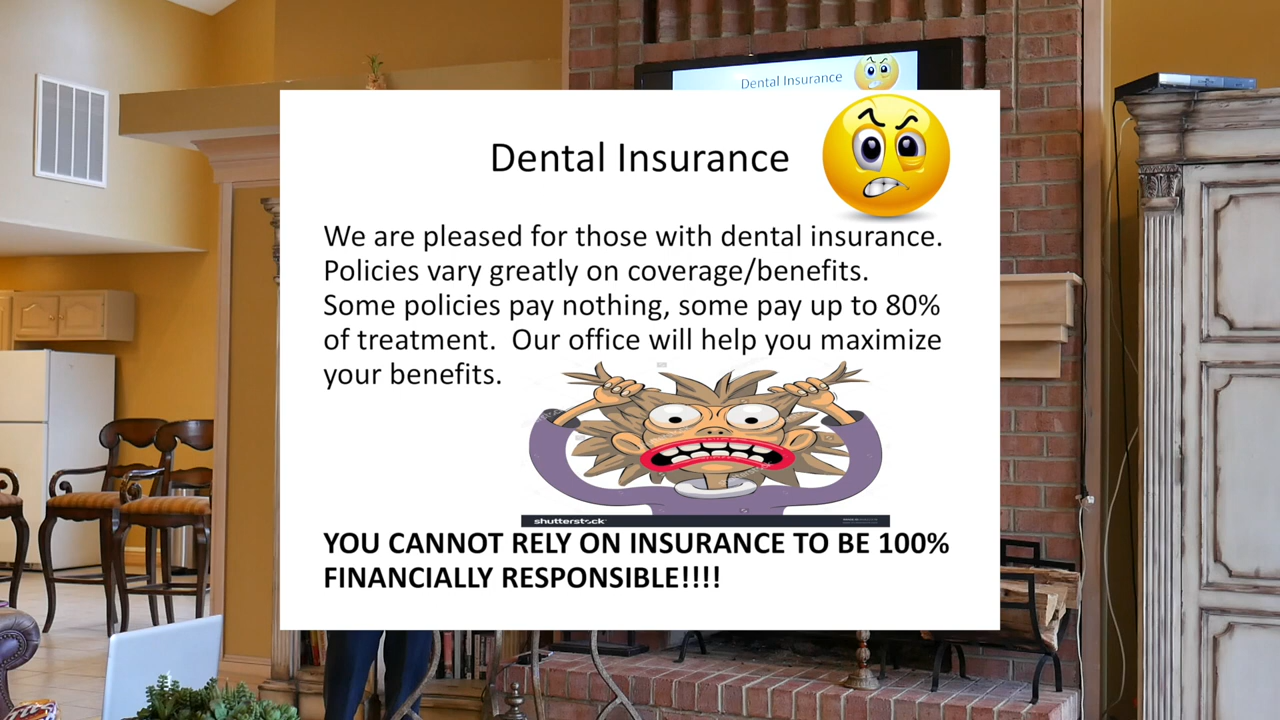 Dental Insurance
Dental Insurance
We are pleased for those with dental insurance.
Policies vary greatly on coverage/benefits.
Some policies pay nothing, some pay up to 80%
of treatment.  Our office will help you maximize
your benefits.
shutterstock
YOU CANNOT RELY ON INSURANCE TO BE 100%
FINANCIALLY RESPONSIBLE!!!!